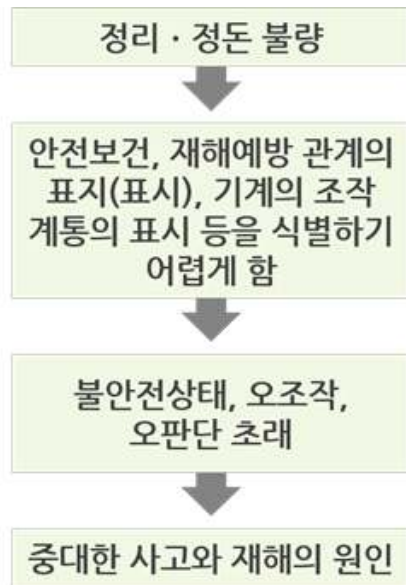 정리 · 정돈 불량
안전보건, 재해예방 관계의
표지(표시), 기계의 조작
계통의 표시 등을 식별하기
어렵게 함
불안전상태, 오조작,
오판단 초래
중대한 사고와 재해의 원인